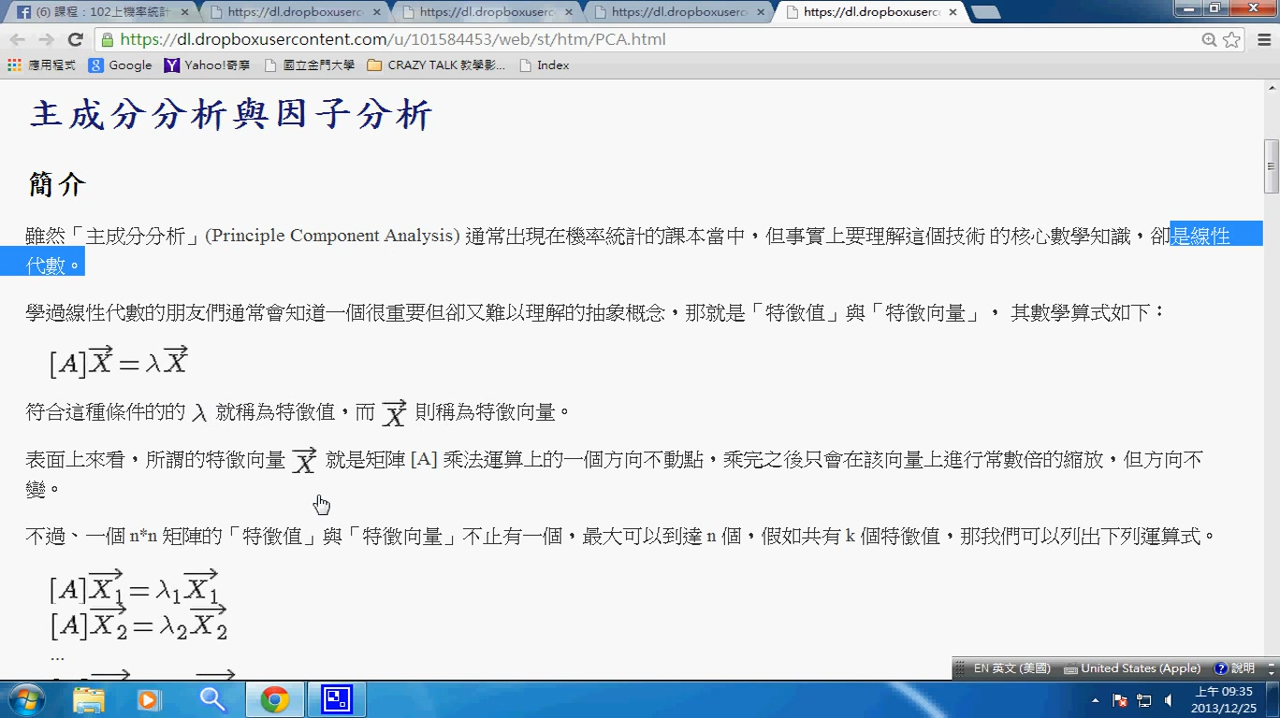 (6) 課程：102上機率統計
https://dl.dropboxuserco
https://dl.dropboxuserco
https://dl.dropboxuserco
https://dl.dropboxuserco
https://dl.dropboxusercontent.com/u/101584453/web/st/htm/PCA.html
應用程式 Google Yahoo!奇摩 國立金門大學 CRAZY TALK 教學影... Index
主成分分析與因子分析
簡介
雖然「主成分分析」(Principle Component Analysis) 通常出現在機率統計的課本當中，但事實上要理解這個技術 的核心數學知識，卻是線性
代數。
學過線性代數的朋友們通常會知道一個很重要但卻又難以理解的抽象概念，那就是「特徵值」與「特徵向量」， 其數學算式如下：
[A]X⃗ = λX⃗
符合這種條件的的 λ 就稱為特徵值，而 X⃗ 則稱為特徵向量。
表面上來看，所謂的特徵向量 X⃗ 就是矩陣 [A] 乘法運算上的一個方向不動點，乘完之後只會在該向量上進行常數倍的縮放，但方向不
變。
不過、一個 n*n 矩陣的「特徵值」與「特徵向量」不止有一個，最大可以到達 n 個，假如共有 k 個特徵值，那我們可以列出下列運算式。
[A]X₁⃗ = λ₁X₁⃗
[A]X₂⃗ = λ₂X₂⃗
...
EN 英文 (美國) United States (Apple) 說明
上午 09:35
2013/12/25